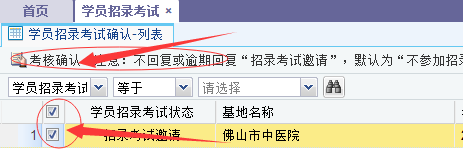 首页 学员招录考试 ×
学员招录考试确认-列表
考核确认 注意：不回复或逾期回复“招录考试邀请”，默认为“不参加招录
学员招录考试 等于 请选择
学员招录考试状态 基地名称
1 招录考试邀请 佛山市中医院